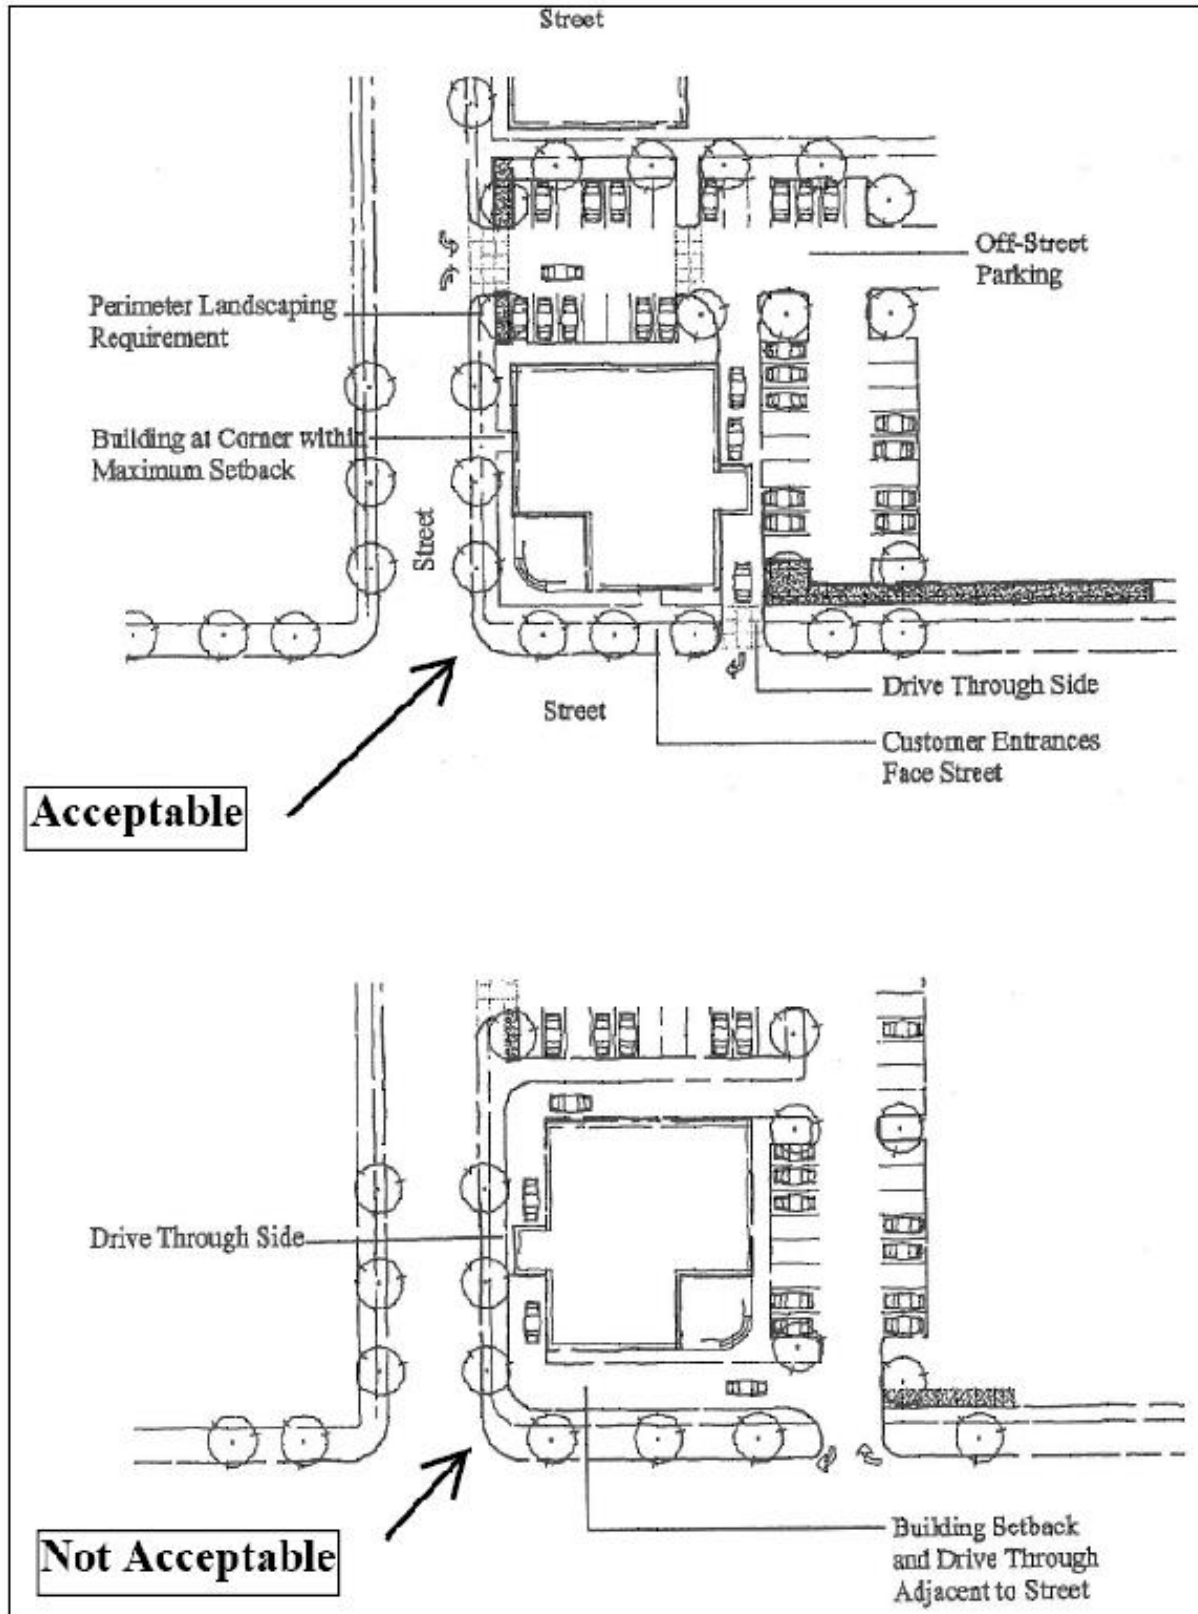 Street
Off-Street
Parking
Perimeter Landscaping
Requirement
Building at Corner within
Maximum Setback
Street
Drive Through Side
Street
Customer Entrances
Face Street
Acceptable
Drive Through Side
Building Setback
and Drive Through
Adjacent to Street
Not Acceptable